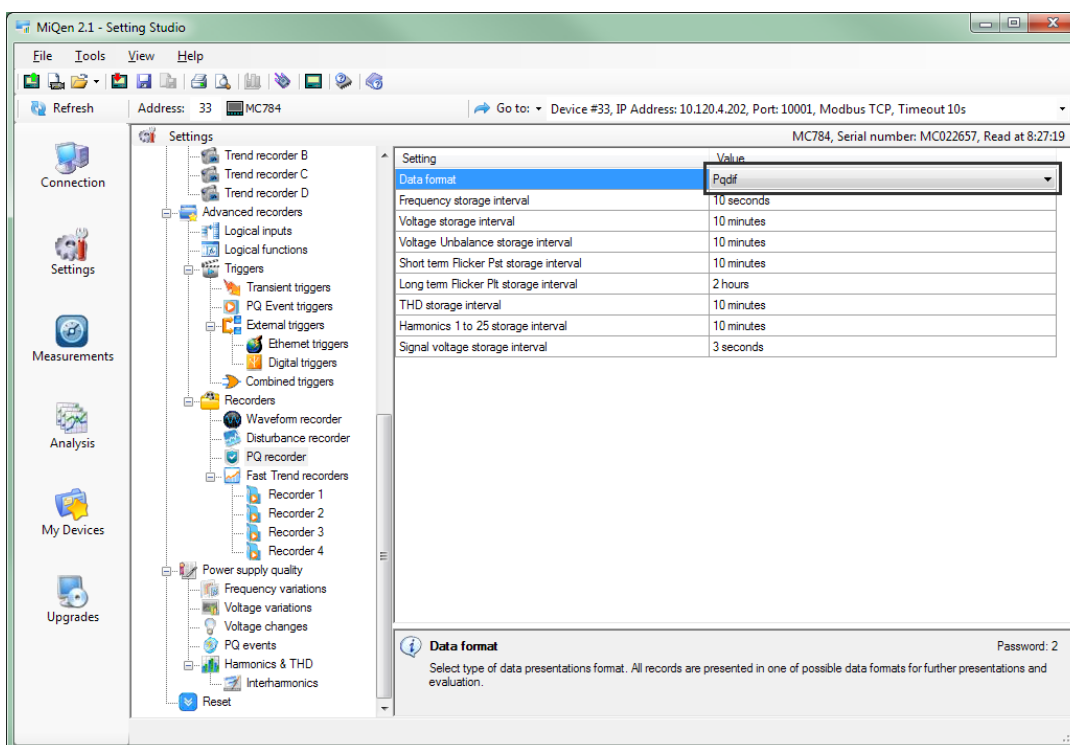 MiQen 2.1 - Setting Studio
File Tools View Help
Refresh
Address: 33 MC784
Go to: Device #33, IP Address: 10.120.4.202, Port: 10001, Modbus TCP, Timeout 10s
Connection
Settings
Measurements
Analysis
My Devices
Upgrades
Settings
MC784, Serial number: MC022657, Read at 8:27:19
Trend recorder B
Trend recorder C
Trend recorder D
Advanced recorders
Logical inputs
Logical functions
Triggers
Transient triggers
PQ Event triggers
External triggers
Ethernet triggers
Digital triggers
Combined triggers
Recorders
Waveform recorder
Disturbance recorder
PQ recorder
Fast Trend recorders
Recorder 1
Recorder 2
Recorder 3
Recorder 4
Power supply quality
Frequency variations
Voltage variations
Voltage changes
PQ events
Harmonics & THD
Interharmonics
Reset
Setting Value
Data format Pqdif
Frequency storage interval 10 seconds
Voltage storage interval 10 minutes
Voltage Unbalance storage interval 10 minutes
Short term Flicker Pst storage interval 10 minutes
Long term Flicker Plt storage interval 2 hours
THD storage interval 10 minutes
Harmonics 1 to 25 storage interval 10 minutes
Signal voltage storage interval 3 seconds
Data format Password: 2
Select type of data presentations format. All records are presented in one of possible data formats for further presentations and
evaluation.